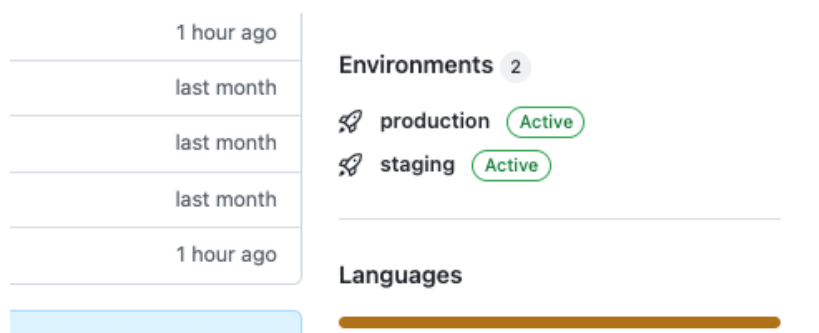 1 hour ago
last month
last month
last month
1 hour ago
Environments 2
production Active
staging Active
Languages